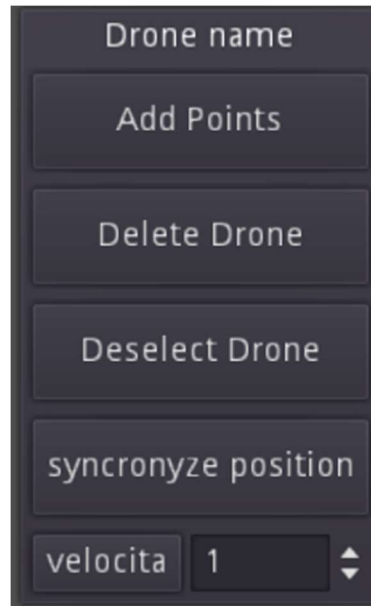 Drone name
Add Points
Delete Drone
Deselect Drone
syncronyze position
velocita 1